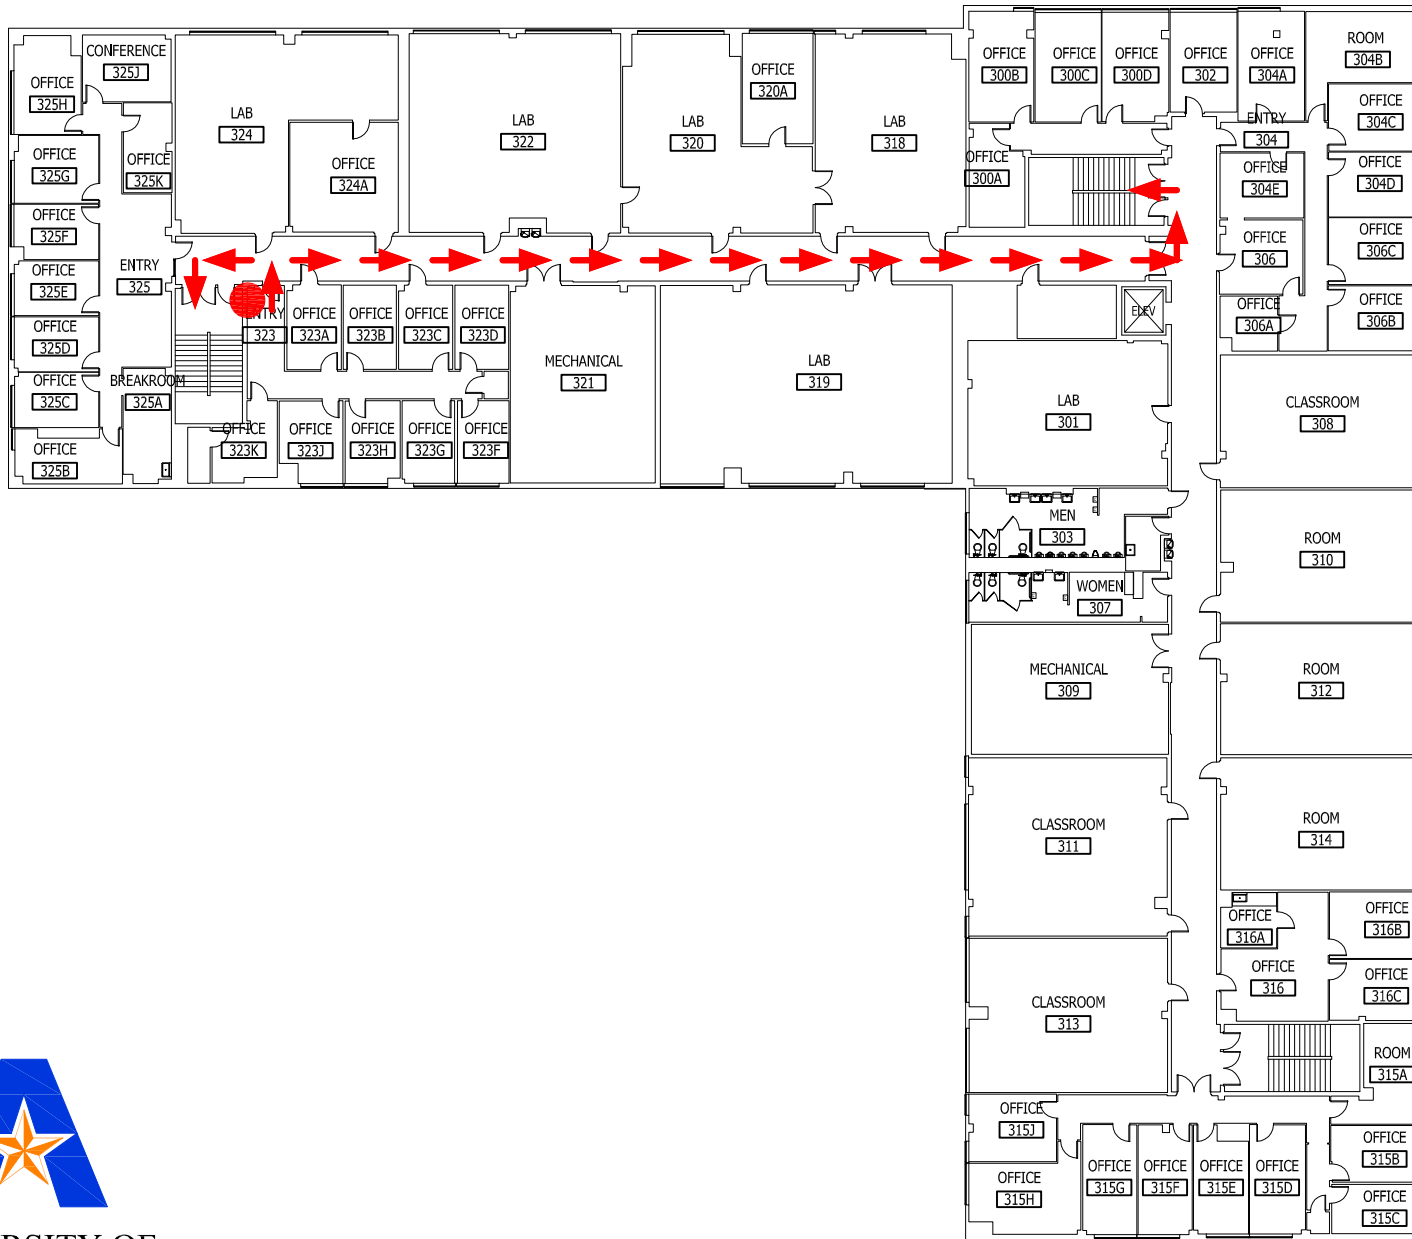 CONFERENCE
325J
OFFICE
325H
OFFICE
325G
OFFICE
325K
OFFICE
325F
ENTRY
325
OFFICE
325E
OFFICE
325D
OFFICE
325C
BREAKROOM
325A
OFFICE
325B
LAB
324
OFFICE
324A
LAB
322
LAB
320
OFFICE
320A
LAB
318
ENTRY
323
OFFICE
323A
OFFICE
323B
OFFICE
323C
OFFICE
323D
OFFICE
323K
OFFICE
323J
OFFICE
323H
OFFICE
323G
OFFICE
323F
MECHANICAL
321
LAB
319
LAB
301
ELEV
OFFICE
300B
OFFICE
300C
OFFICE
300D
OFFICE
302
OFFICE
304A
ROOM
304B
OFFICE
300A
ENTRY
304
OFFICE
304C
OFFICE
304E
OFFICE
304D
OFFICE
306
OFFICE
306C
OFFICE
306A
OFFICE
306B
CLASSROOM
308
MEN
303
ROOM
310
WOMEN
307
MECHANICAL
309
ROOM
312
CLASSROOM
311
ROOM
314
OFFICE
316A
OFFICE
316B
OFFICE
316
OFFICE
316C
CLASSROOM
313
ROOM
315A
OFFICE
315J
OFFICE
315H
OFFICE
315G
OFFICE
315F
OFFICE
315E
OFFICE
315D
OFFICE
315B
OFFICE
315C